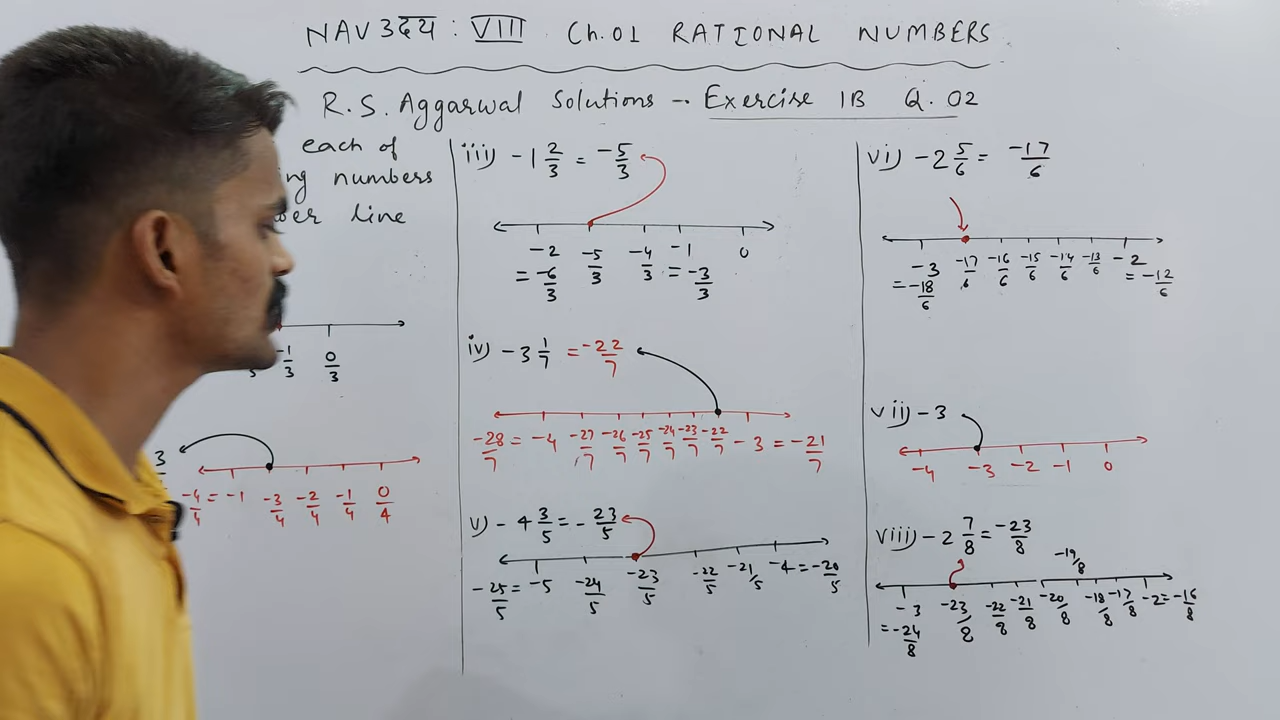 NAVउदय : VIII Ch.01 RATIONAL NUMBERS
R.S. Aggarwal Solutions → Exercise 1B Q.02
each of
numbers
line
-1/3 0/3
3
-4/4 = -1 -3/4 -2/4 -1/4 0/4
iii) -1 2/3 = -5/3
-2 -5/3 -4/3 -1 0
= -6/3 = -3/3
iv) -3 1/7 = -22/7
-28/7 = -4 -27/7 -26/7 -25/7 -24/7 -23/7 -22/7 -3 = -21/7
v) -4 3/5 = -23/5
-25/5 = -5 -24/5 -23/5 -22/5 -21/5 -4 = -20/5
vi) -2 5/6 = -17/6
-3 -17/6 -16/6 -15/6 -14/6 -13/6 -2
= -18/6 = -12/6
vii) -3
-4 -3 -2 -1 0
viii) -2 7/8 = -23/8
-19/8
-3 -23/8 -22/8 -21/8 -20/8 -18/8 -17/8 -2 = -16/8
= -24/8